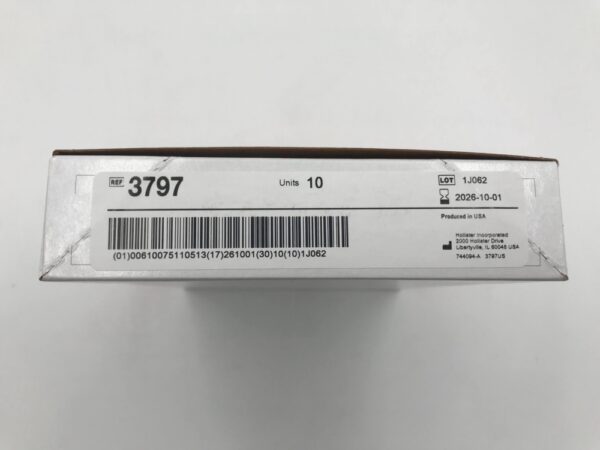 REF 3797
Units 10
LOT 1J062
2026-10-01
Produced in USA
Hollister Incorporated
2000 Hollister Drive
Libertyville, IL 60048 USA
744094-A 3797US
(01)00610075110513(17)261001(30)10(10)1J062